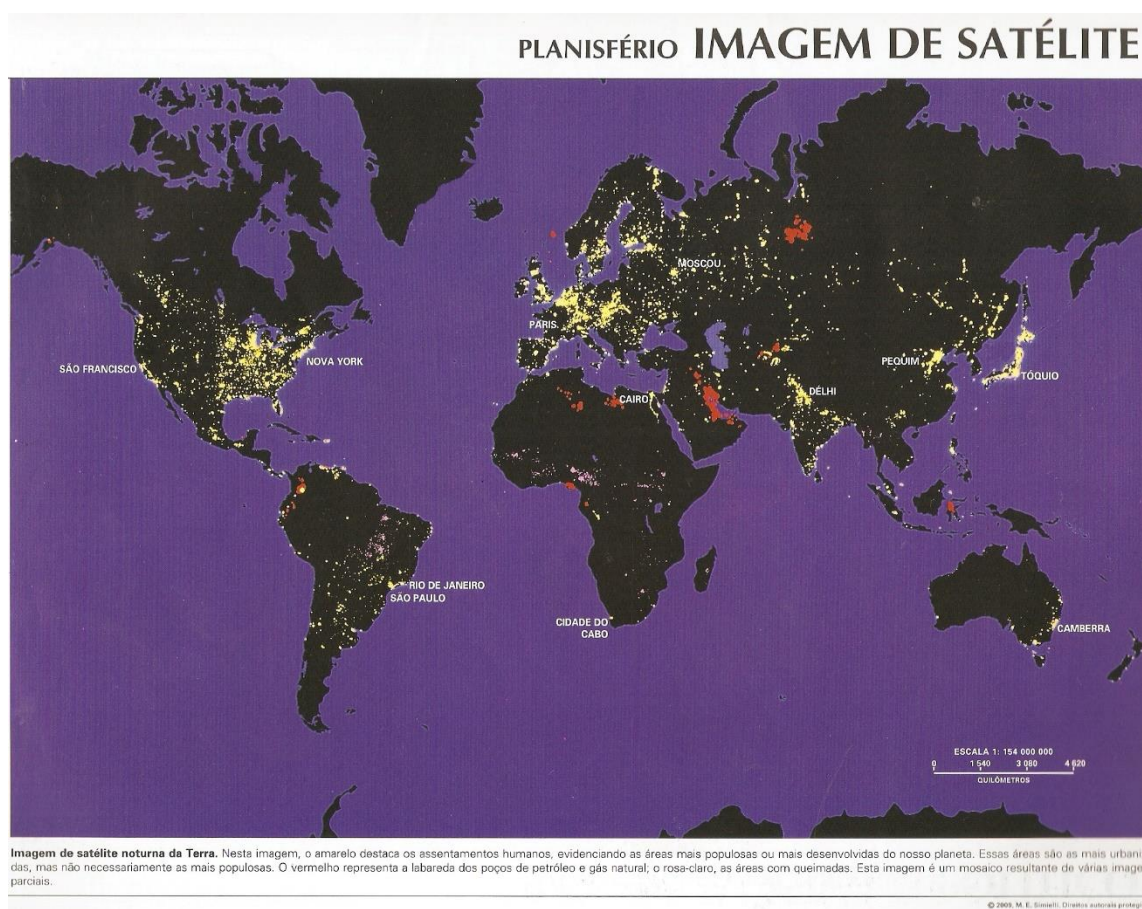 PLANISFÉRIO IMAGEM DE SATÉLITE
MOSCOU
PARIS
SÃO FRANCISCO
NOVA YORK
PEQUIM
TÓQUIO
CAIRO
DÉLHI
RIO DE JANEIRO
SÃO PAULO
CIDADE DO
CABO
CAMBERRA
ESCALA 1: 154 000 000
0 1 540 3 080 4 620
QUILÔMETROS
Imagem de satélite noturna da Terra. Nesta imagem, o amarelo destaca os assentamentos humanos, evidenciando as áreas mais populosas ou mais desenvolvidas do nosso planeta. Essas áreas são as mais urban
das, mas não necessariamente as mais populosas. O vermelho representa a labareda dos poços de petróleo e gás natural; o rosa-claro, as áreas com queimadas. Esta imagem é um mosaico resultante de várias image
parciais.
© 2009, M. E. Simielli, Direitos autorais proteg